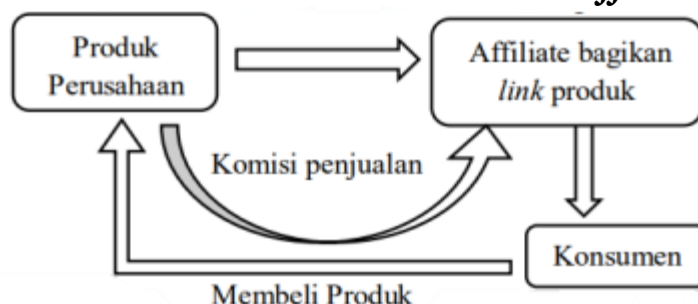 Produk
Perusahaan
Affiliate bagikan
link produk
Komisi penjualan
Konsumen
Membeli Produk